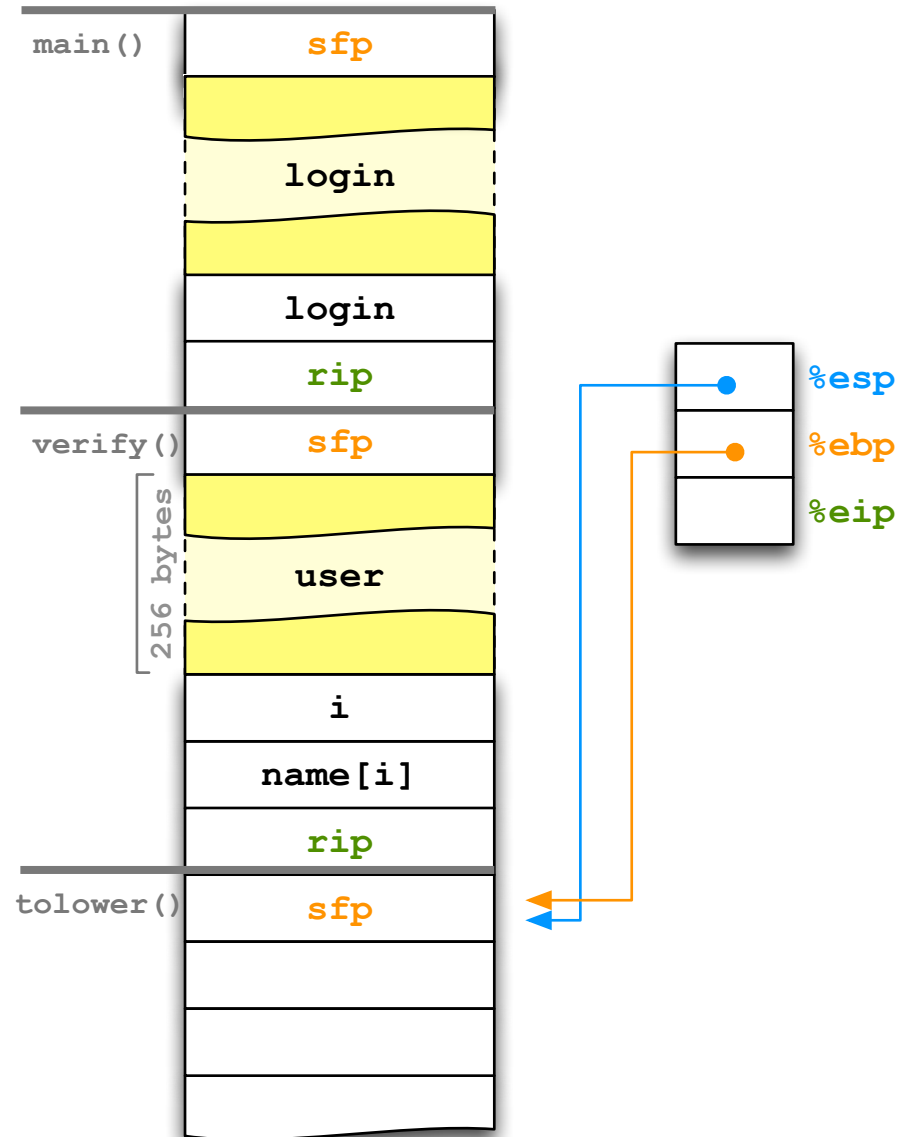 main()
sfp
login
login
rip
%esp
verify()
sfp
%ebp
%eip
256 bytes
user
i
name[i]
rip
tolower()
sfp